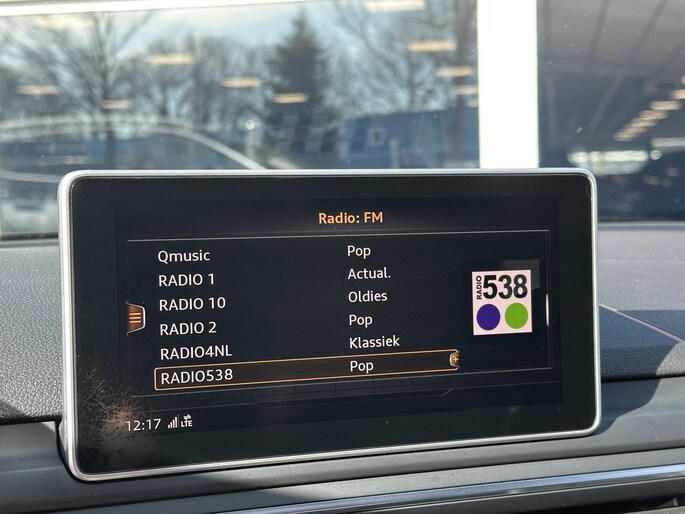 Radio: FM
Qmusic Pop
RADIO 1 Actual.
RADIO 10 Oldies
RADIO 2 Pop
RADIO4NL Klassiek
RADIO538 Pop
RADIO 538
12:17 LTE